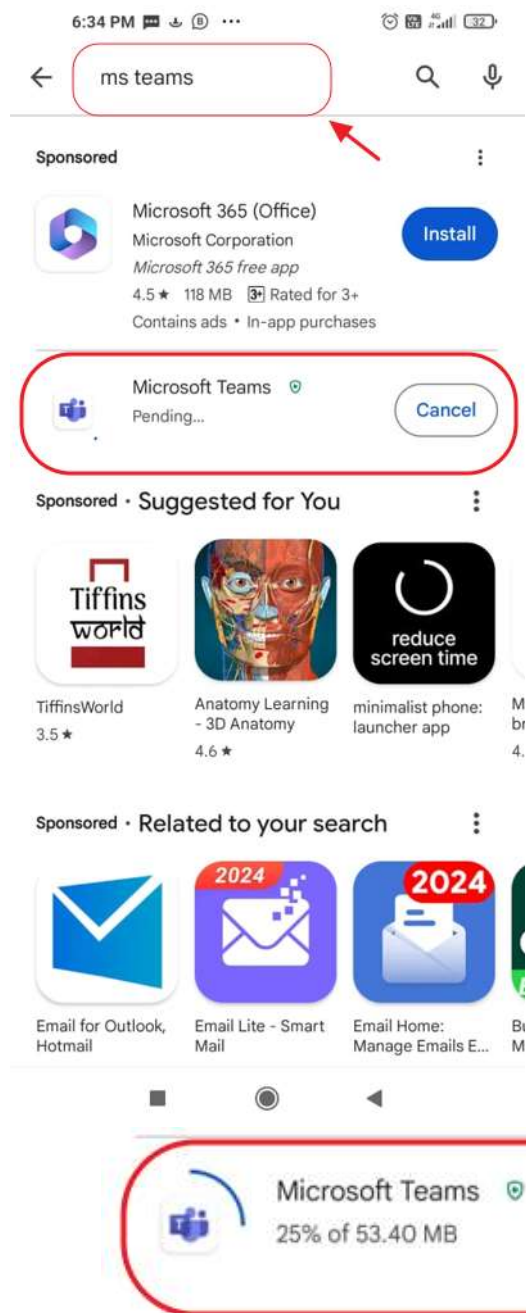 6:34 PM
32
ms teams
Sponsored
Microsoft 365 (Office)
Microsoft Corporation
Microsoft 365 free app
4.5★ 118 MB 3+ Rated for 3+
Contains ads • In-app purchases
Install
Microsoft Teams
Pending...
Cancel
Sponsored • Suggested for You
Tiffins
world
reduce
screen time
TiffinsWorld
3.5★
Anatomy Learning
- 3D Anatomy
4.6★
minimalist phone:
launcher app
M
br
4.
Sponsored • Related to your search
2024
2024
Email for Outlook,
Hotmail
Email Lite - Smart
Mail
Email Home:
Manage Emails E...
Bu
M
Microsoft Teams
25% of 53.40 MB